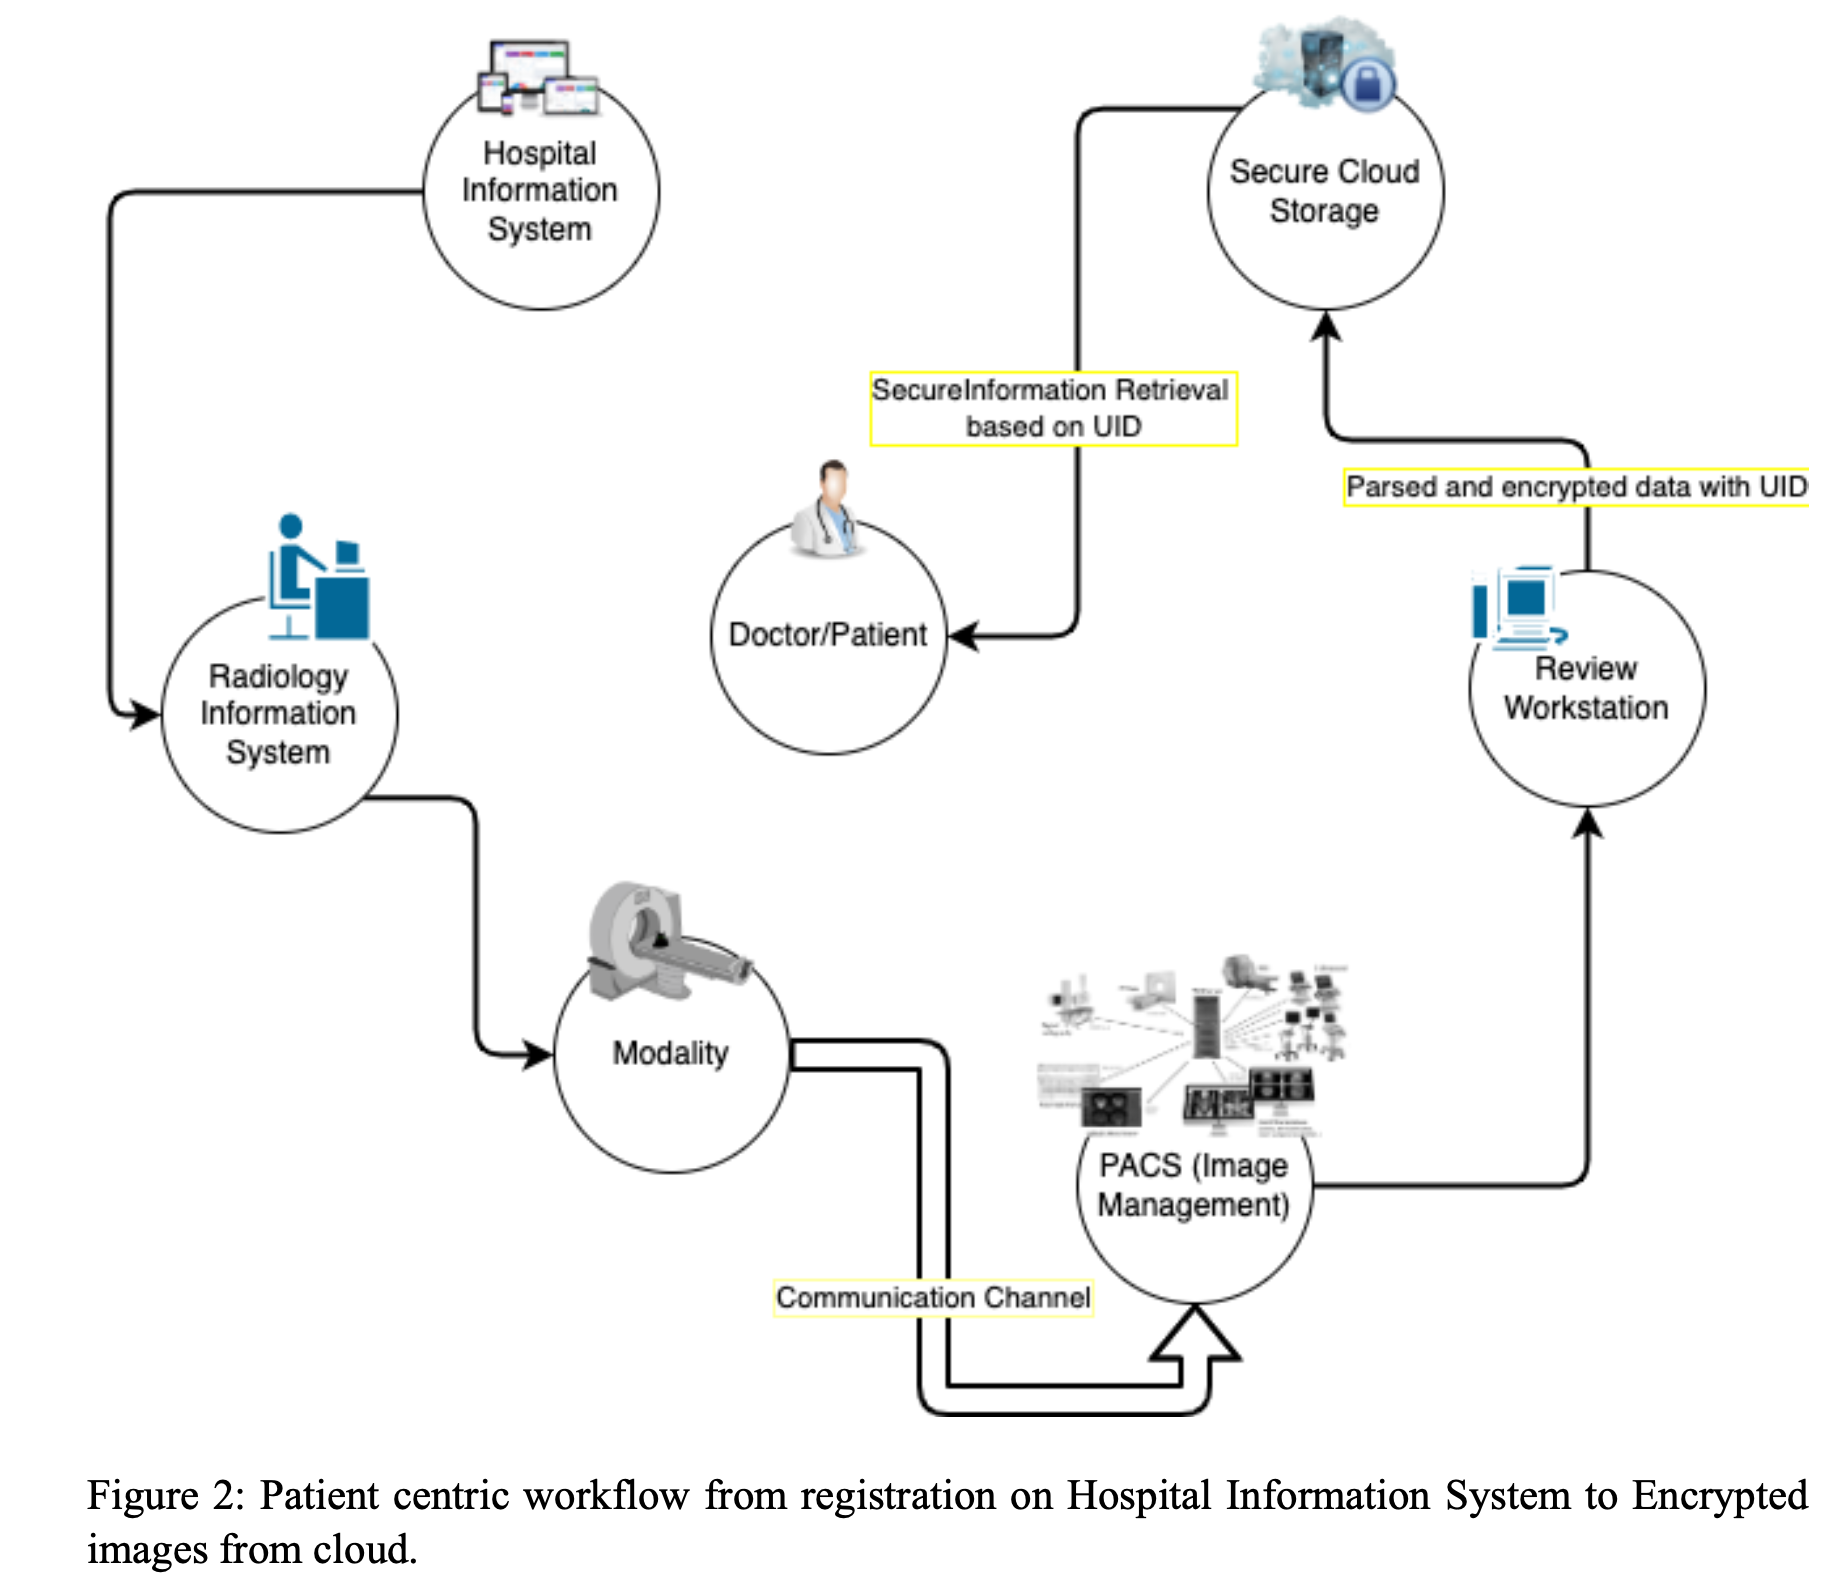 Hospital
Information
System
Secure Cloud
Storage
SecureInformation Retrieval
based on UID
Parsed and encrypted data with UID
Doctor/Patient
Review
Workstation
Radiology
Information
System
Modality
PACS (Image
Management)
Communication Channel
Figure 2: Patient centric workflow from registration on Hospital Information System to Encrypted
images from cloud.